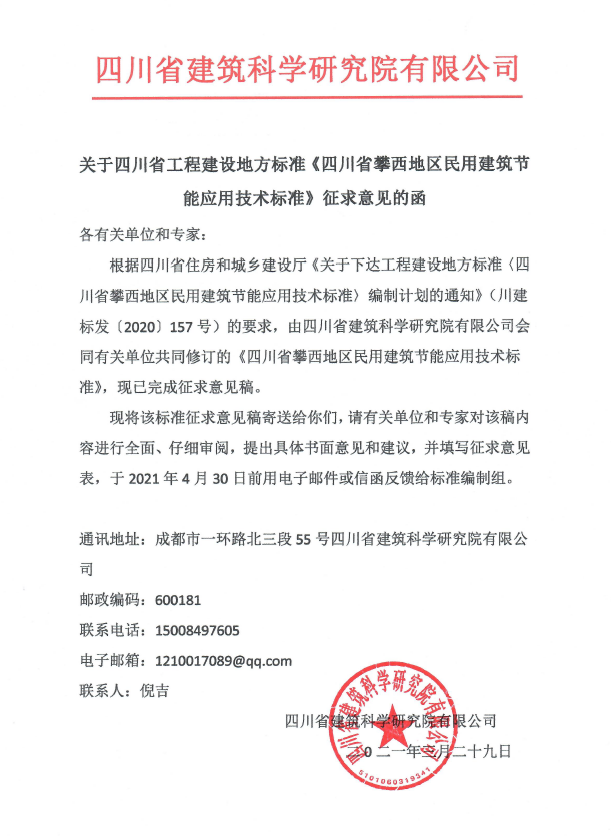 四川省建筑科学研究院有限公司
关于四川省工程建设地方标准《四川省攀西地区民用建筑节
能应用技术标准》征求意见的函
各有关单位和专家：
根据四川省住房和城乡建设厅《关于下达工程建设地方标准〈四
川省攀西地区民用建筑节能应用技术标准〉编制计划的通知》（川建
标发〔2020〕157 号）的要求，由四川省建筑科学研究院有限公司会
同有关单位共同修订的《四川省攀西地区民用建筑节能应用技术标
准》，现已完成征求意见稿。
现将该标准征求意见稿寄送给你们，请有关单位和专家对该稿内
容进行全面、仔细审阅，提出具体书面意见和建议，并填写征求意见
表，于 2021 年 4 月 30 日前用电子邮件或信函反馈给标准编制组。
通讯地址：成都市一环路北三段 55 号四川省建筑科学研究院有限公
司
邮政编码：600181
联系电话：15008497605
电子邮箱：1210017089@qq.com
联系人：倪吉
四川省建筑科学研究院有限公司
二〇二一年三月二十九日
四川省建筑科学研究院有限公司
5101060319341